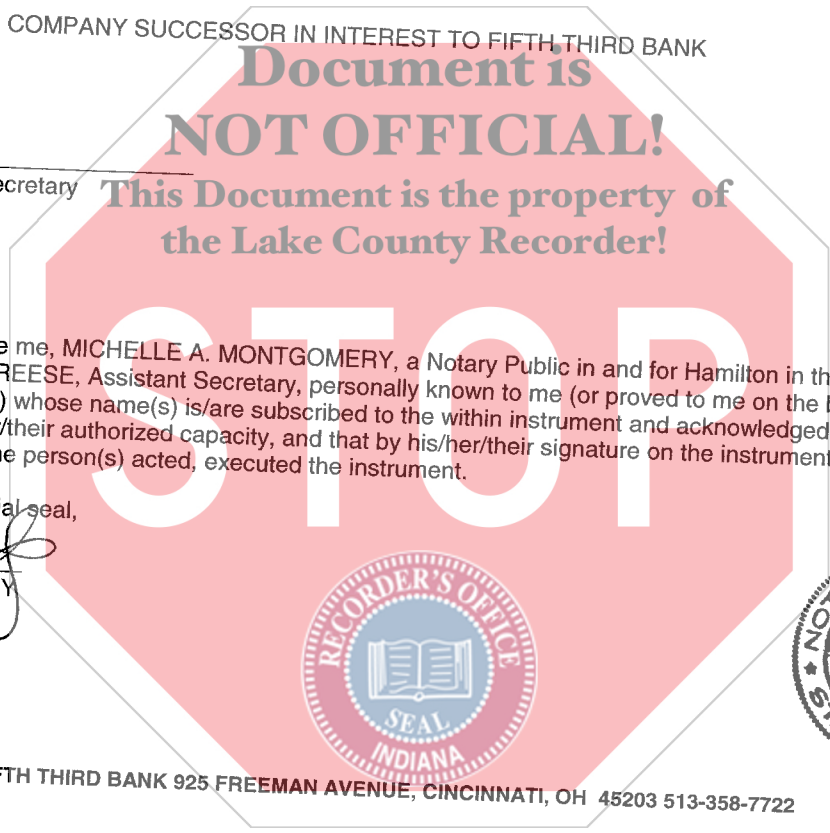 COMPANY SUCCESSOR IN INTEREST TO FIFTH THIRD BANK
Document is
NOT OFFICIAL!
ecretary
This Document is the property of
the Lake County Recorder!
STOP
e me, MICHELLE A. MONTGOMERY, a Notary Public in and for Hamilton in th
REESE, Assistant Secretary, personally known to me (or proved to me on the
) whose name(s) is/are subscribed to the within instrument and acknowledged
/their authorized capacity, and that by his/her/their signature on the instrument
e person(s) acted, executed the instrument.
al seal,
Y
RECORDER'S OFFICE
SEAL
INDIANA
NOT
FTH THIRD BANK 925 FREEMAN AVENUE, CINCINNATI, OH 45203 513-358-7722